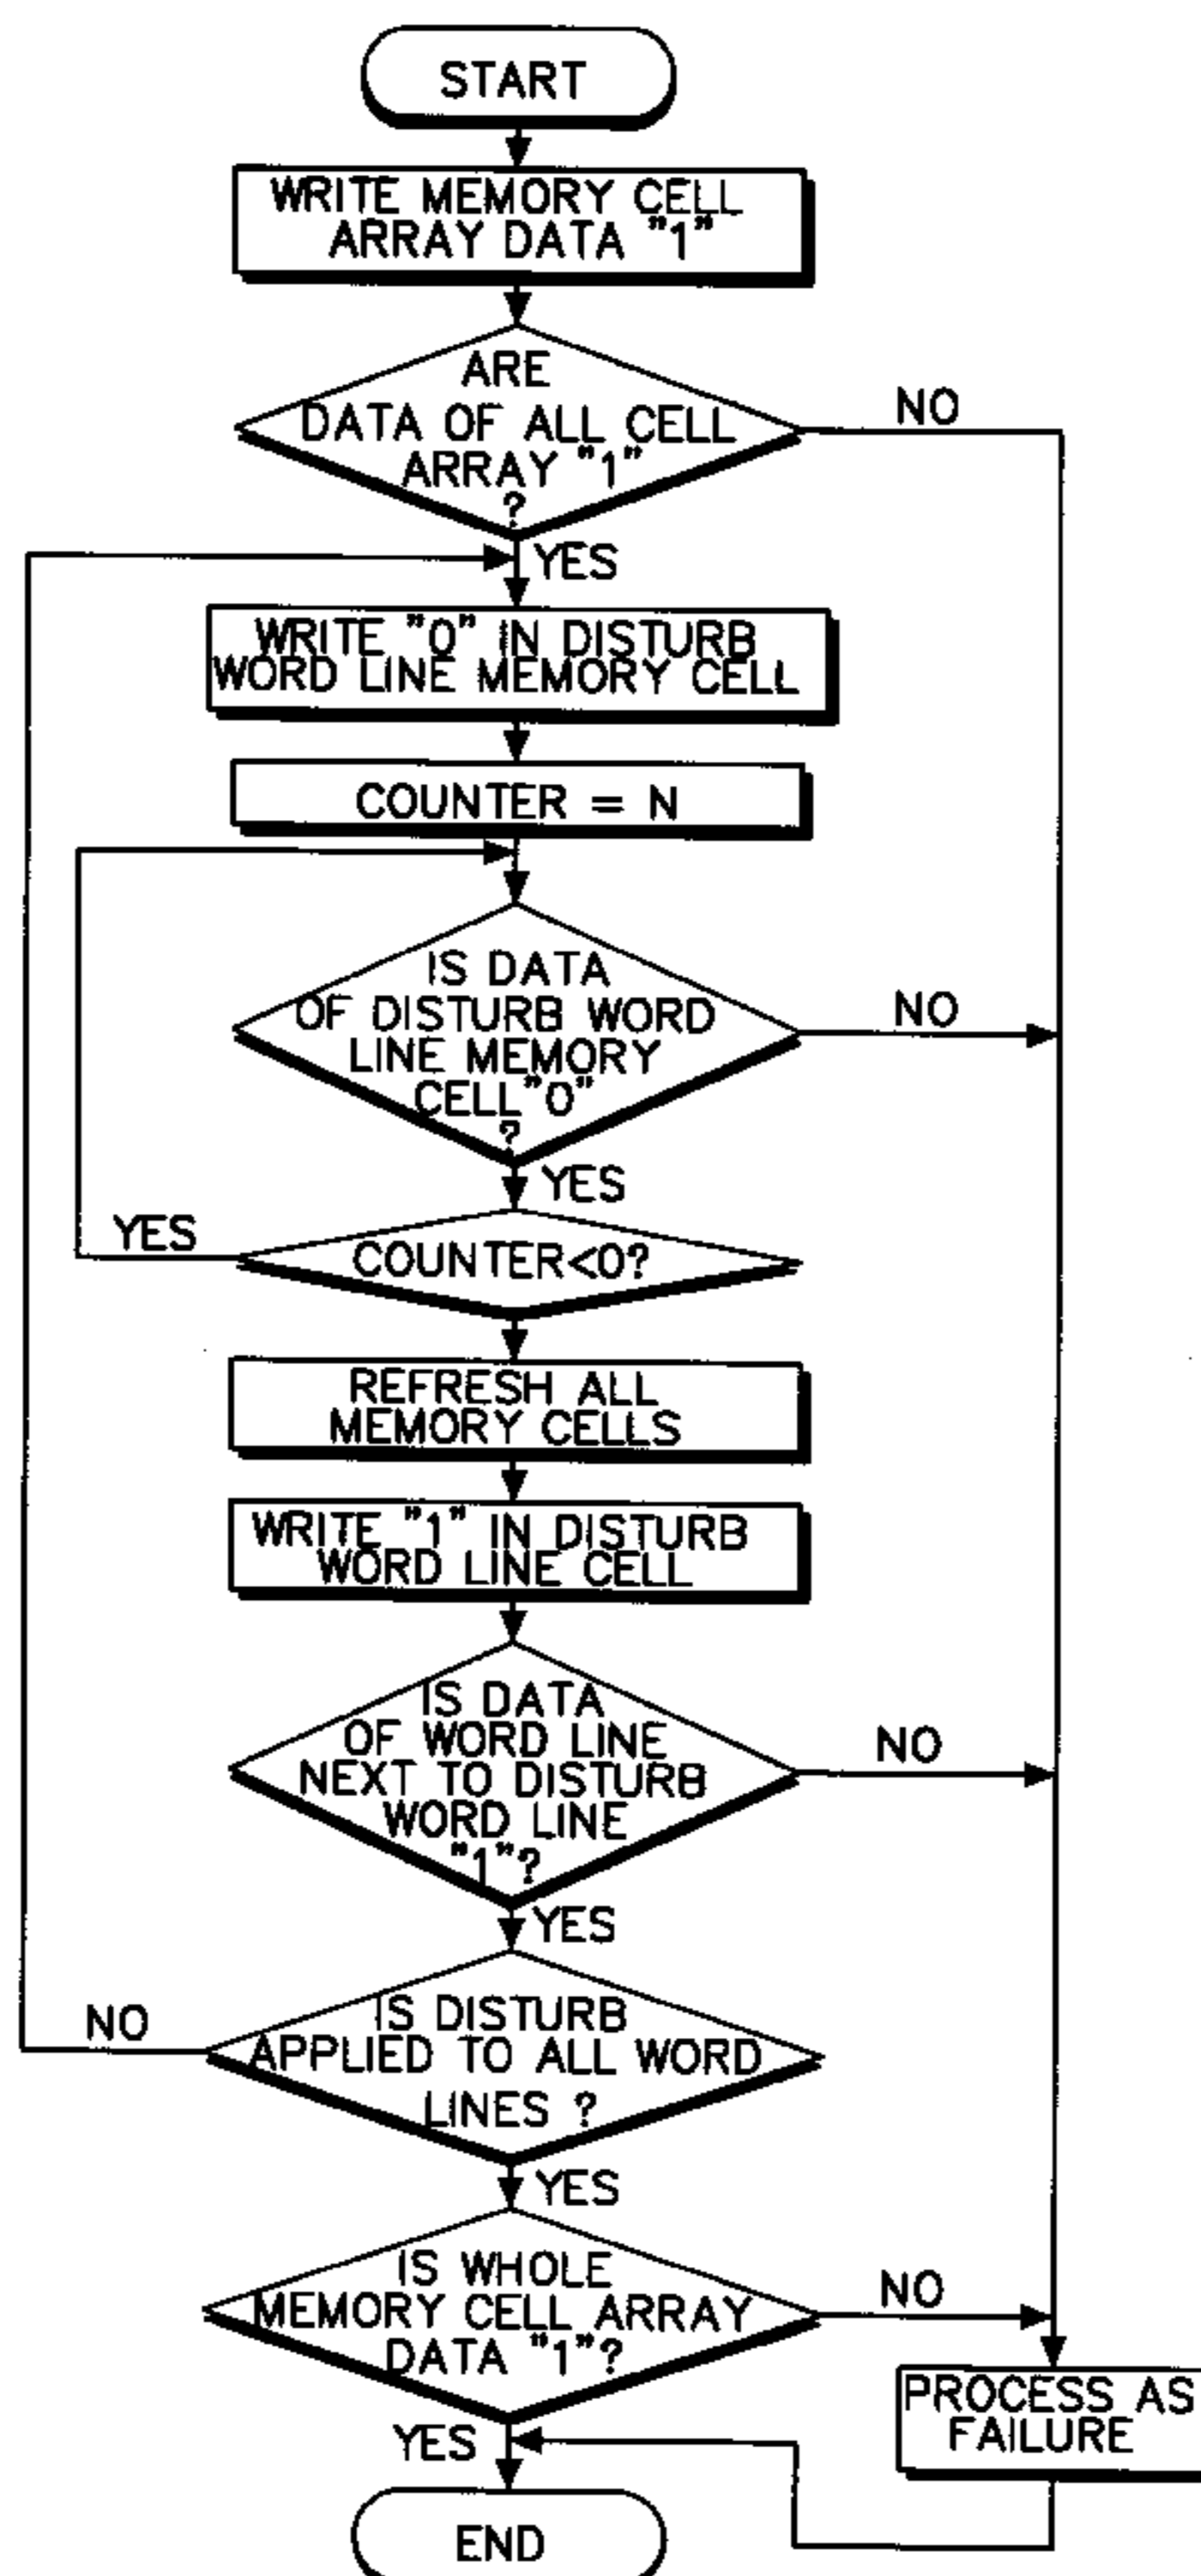 START
WRITE MEMORY CELL
ARRAY DATA "1"
ARE
DATA OF ALL CELL
ARRAY "1"
?
NO
YES
WRITE "0" IN DISTURB
WORD LINE MEMORY CELL
COUNTER = N
IS DATA
OF DISTURB WORD
LINE MEMORY
CELL"0"
?
NO
YES
YES
COUNTER<0?
REFRESH ALL
MEMORY CELLS
WRITE "1" IN DISTURB
WORD LINE CELL
IS DATA
OF WORD LINE
NEXT TO DISTURB
WORD LINE
"1"?
NO
YES
IS DISTURB
APPLIED TO ALL WORD
LINES ?
NO
YES
IS WHOLE
MEMORY CELL ARRAY
DATA "1"?
NO
PROCESS AS
FAILURE
YES
END